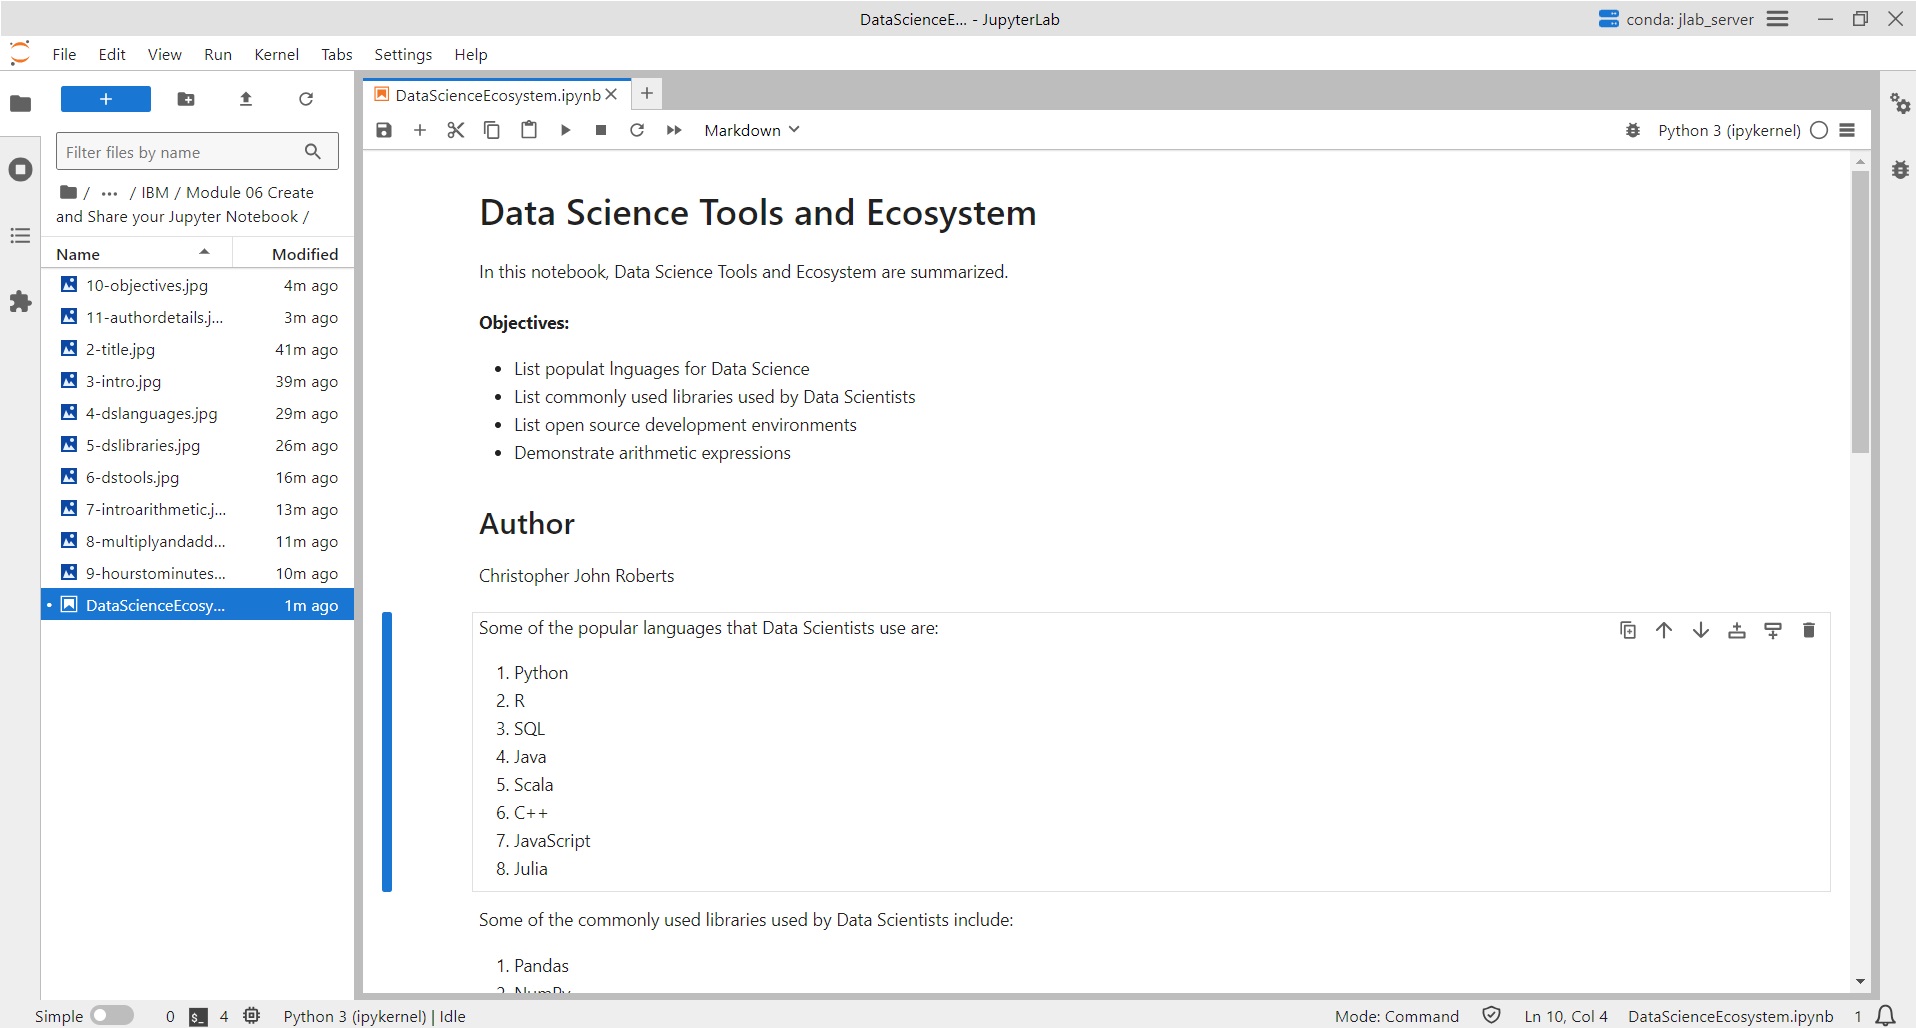 DataScienceE... - JupyterLab
conda: jlab_server
File Edit View Run Kernel Tabs Settings Help
DataScienceEcosystem.ipynb
Markdown
Python 3 (ipykernel)
Filter files by name
/ ... / IBM / Module 06 Create
and Share your Jupyter Notebook /
Name Modified
10-objectives.jpg 4m ago
11-authordetails.j... 3m ago
2-title.jpg 41m ago
3-intro.jpg 39m ago
4-dslanguages.jpg 29m ago
5-dslibraries.jpg 26m ago
6-dstools.jpg 16m ago
7-introarithmetic.j... 13m ago
8-multiplyandadd... 11m ago
9-hourstominutes... 10m ago
DataScienceEcosy... 1m ago
Data Science Tools and Ecosystem
In this notebook, Data Science Tools and Ecosystem are summarized.
Objectives:
• List populat lnguages for Data Science
• List commonly used libraries used by Data Scientists
• List open source development environments
• Demonstrate arithmetic expressions
Author
Christopher John Roberts
Some of the popular languages that Data Scientists use are:
1. Python
2. R
3. SQL
4. Java
5. Scala
6. C++
7. JavaScript
8. Julia
Some of the commonly used libraries used by Data Scientists include:
1. Pandas
2. NumPy
Simple 0 $_ 4 Python 3 (ipykernel) | Idle
Mode: Command Ln 10, Col 4 DataScienceEcosystem.ipynb 1